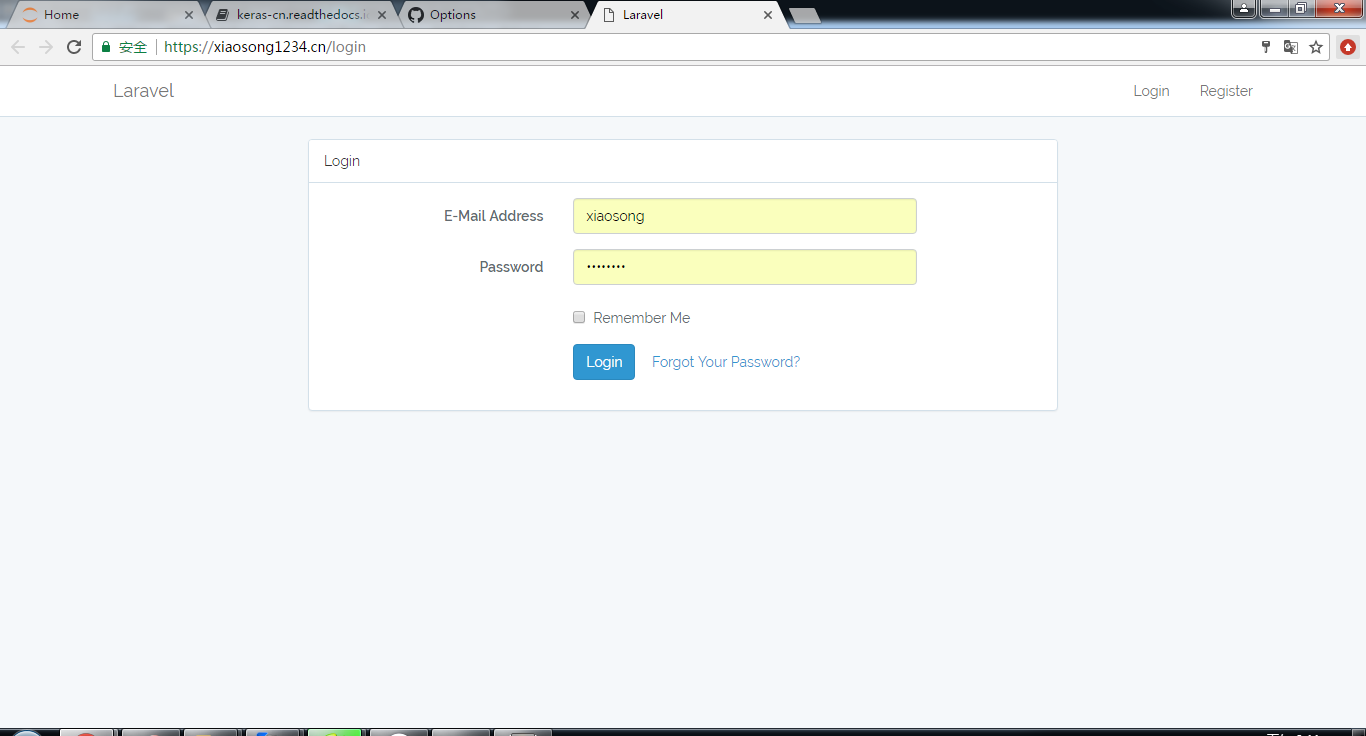 Home
keras-cn.readthedocs.i
Options
Laravel
安全
https://xiaosong1234.cn/login
Laravel
Login
Register
Login
E-Mail Address
xiaosong
Password
••••••••
Remember Me
Login
Forgot Your Password?